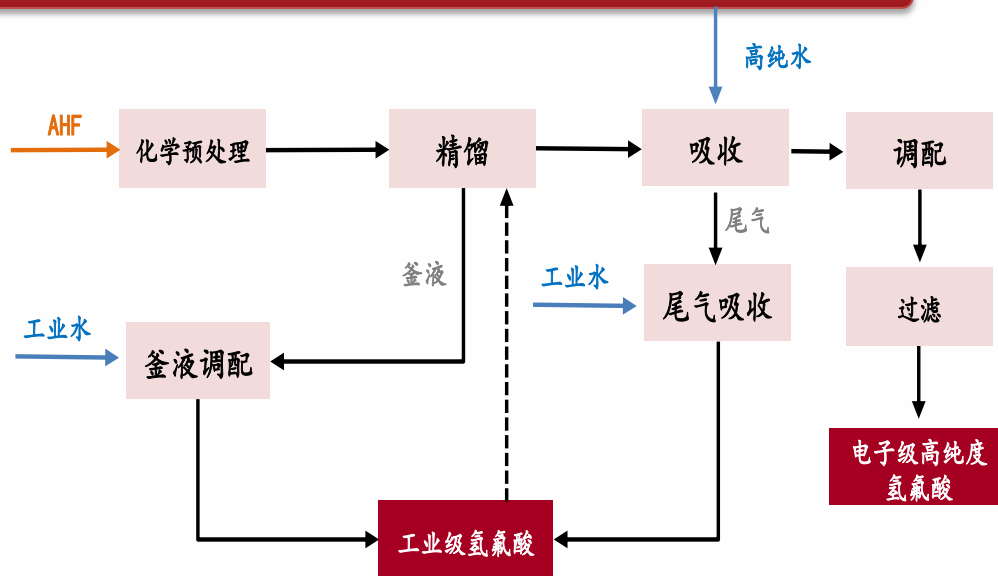 高纯水
AHF
化学预处理
精馏
吸收
调配
尾气
釜液
工业水
尾气吸收
过滤
工业水
釜液调配
电子级高纯度
氢氟酸
工业级氢氟酸